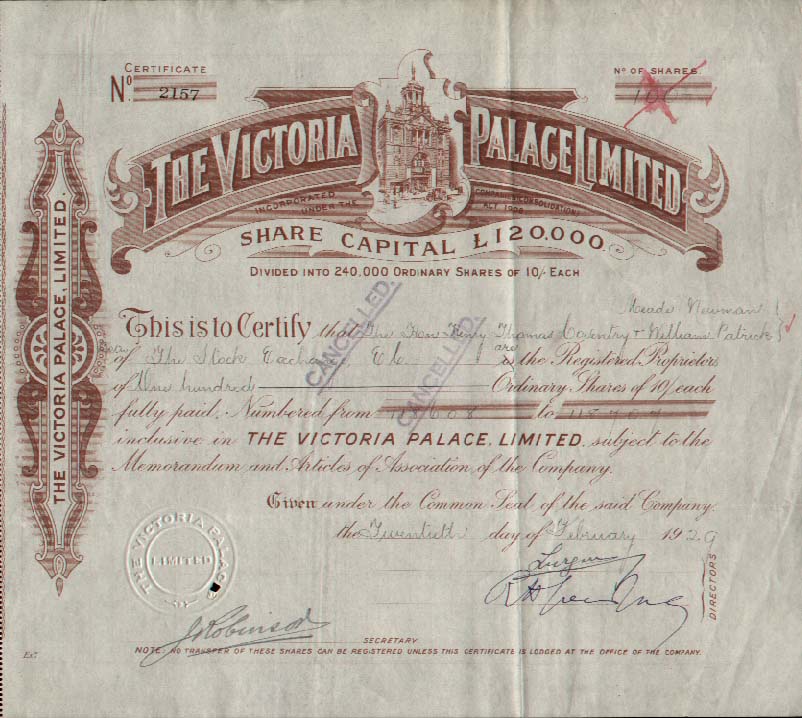 CERTIFICATE
Nº 2157
Nº OF SHARES
THE VICTORIA PALACE LIMITED
INCORPORATED UNDER THE COMPANIES (CONSOLIDATION) ACT 1908
SHARE CAPITAL £120,000.
DIVIDED INTO 240,000 ORDINARY SHARES OF 10/- EACH
Meade Newman
This is to Certify that The Hon Henry Thomas Coventry & William Patrick
of The Stock Exchange E C are is the Registered Proprietors
of One hundred Ordinary Shares of 10/- each
fully paid. Numbered from to
inclusive in THE VICTORIA PALACE, LIMITED, subject to the
Memorandum and Articles of Association of the Company.
Given under the Common Seal of the said Company.
the Twentieth day of February 1929
CANCELLED.
CANCELLED.
THE VICTORIA PALACE, LIMITED.
THE VICTORIA PALACE
LIMITED
Lurgan
DIRECTORS
J Robinson
SECRETARY
NOTE: NO TRANSFER OF THESE SHARES CAN BE REGISTERED UNLESS THIS CERTIFICATE IS LODGED AT THE OFFICE OF THE COMPANY.